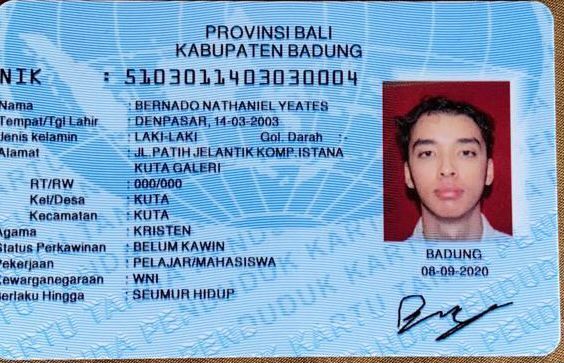 PROVINSI BALI
KABUPATEN BADUNG
NIK : 5103011403030004
Nama : BERNADO NATHANIEL YEATES
Tempat/Tgl Lahir : DENPASAR, 14-03-2003
Jenis kelamin : LAKI-LAKI Gol. Darah : -
Alamat : JL.PATIH JELANTIK KOMP.ISTANA
KUTA GALERI
RT/RW : 000/000
Kel/Desa : KUTA
Kecamatan : KUTA
Agama : KRISTEN
Status Perkawinan : BELUM KAWIN
Pekerjaan : PELAJAR/MAHASISWA
Kewarganegaraan : WNI
Berlaku Hingga : SEUMUR HIDUP
BADUNG
08-09-2020